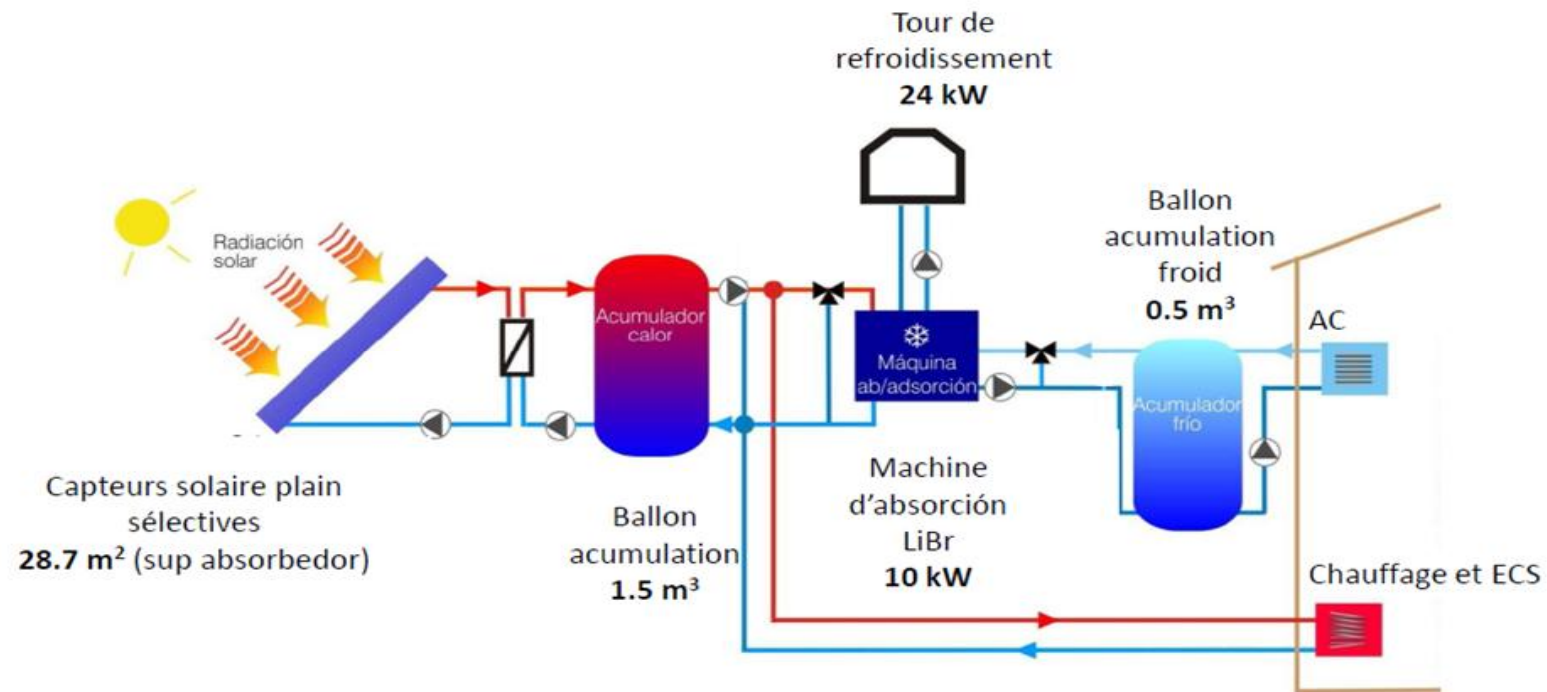 Tour de
refroidissement
24 kW
Radiación
solar
Acumulador
calor
Máquina
ab/adsorción
Ballon
acumulation
froid
0.5 m³
AC
Acumulador
frío
Capteurs solaire plain
sélectives
28.7 m² (sup absorbedor)
Ballon
acumulation
1.5 m³
Machine
d’absorción
LiBr
10 kW
Chauffage et ECS